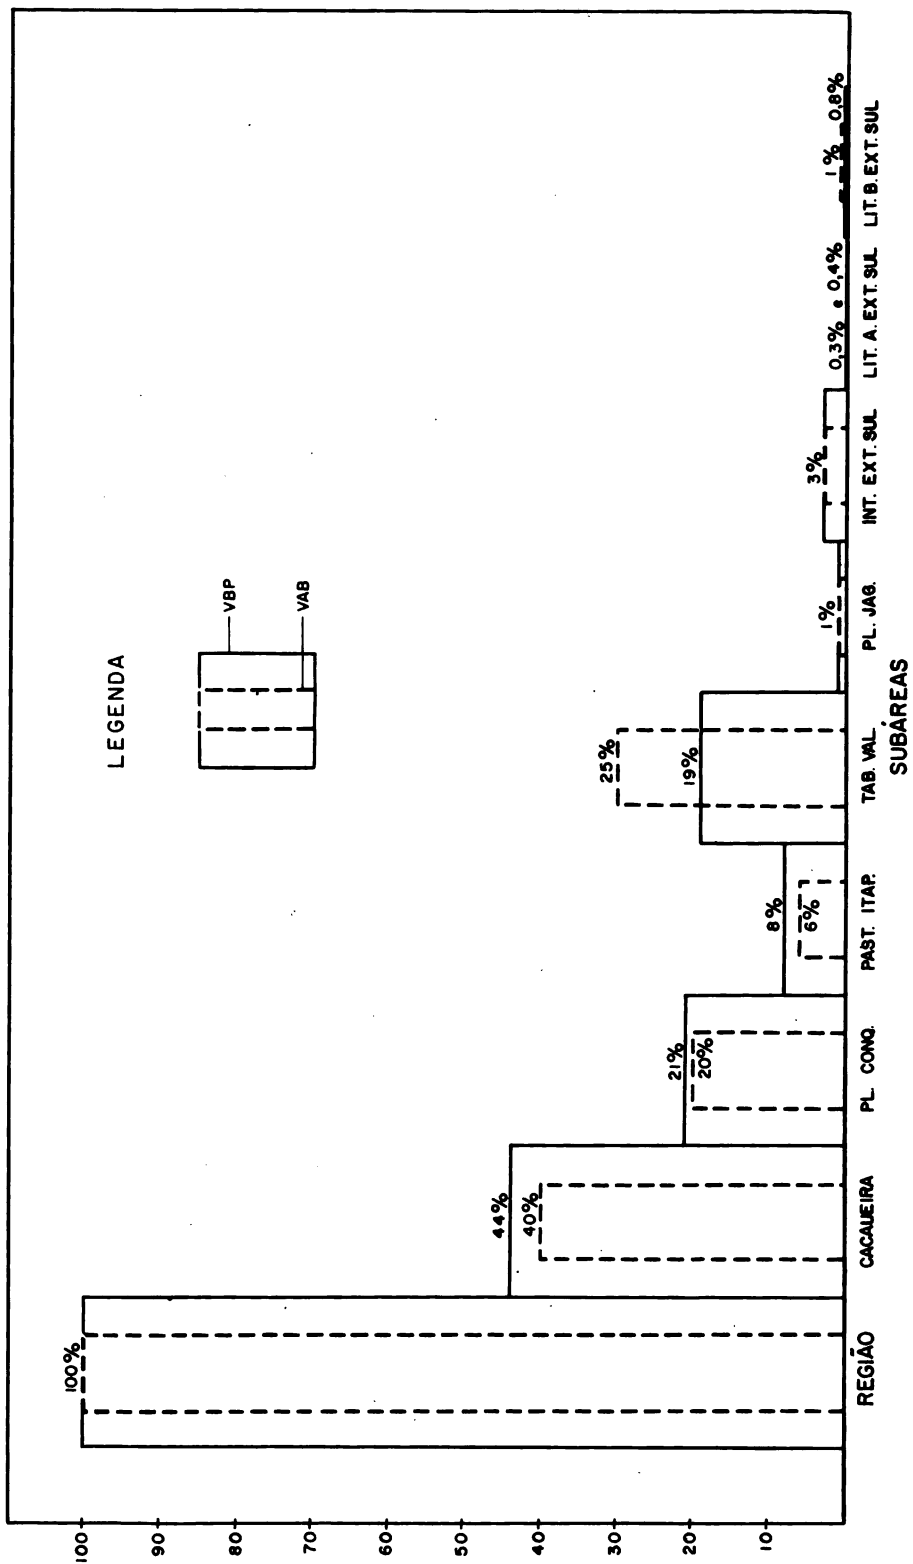 100
90
80
70
60
50
40
30
20
10
LEGENDA
VBP
VAB
100%
44%
40%
21%
20%
8%
6%
25%
19%
1%
3%
0,3% e 0,4%
1% 0,8%
REGIÃO
CACAUEIRA
PL. CONQ.
PAST. ITAP.
TAB. VAL.
PL. JAG.
INT. EXT. SUL
LIT. A. EXT. SUL
LIT. B. EXT. SUL
SUBÁREAS